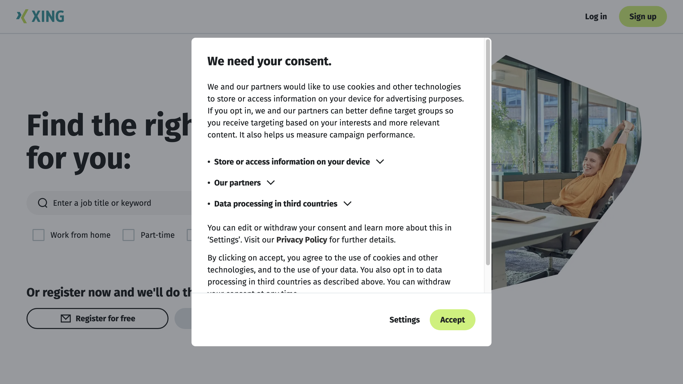 XING
Log in
Sign up
We need your consent.
We and our partners would like to use cookies and other technologies
to store or access information on your device for advertising purposes.
If you opt in, we and our partners can better define target groups so
you receive targeting based on your interests and more relevant
content. It also helps us measure campaign performance.
• Store or access information on your device
• Our partners
• Data processing in third countries
You can edit or withdraw your consent and learn more about this in
'Settings'. Visit our Privacy Policy for further details.
By clicking on accept, you agree to the use of cookies and other
technologies, and to the use of your data. You also opt in to data
processing in third countries as described above. You can withdraw
Settings
Accept
Find the righ
for you:
Enter a job title or keyword
Work from home
Part-time
Or register now and we'll do th
Register for free